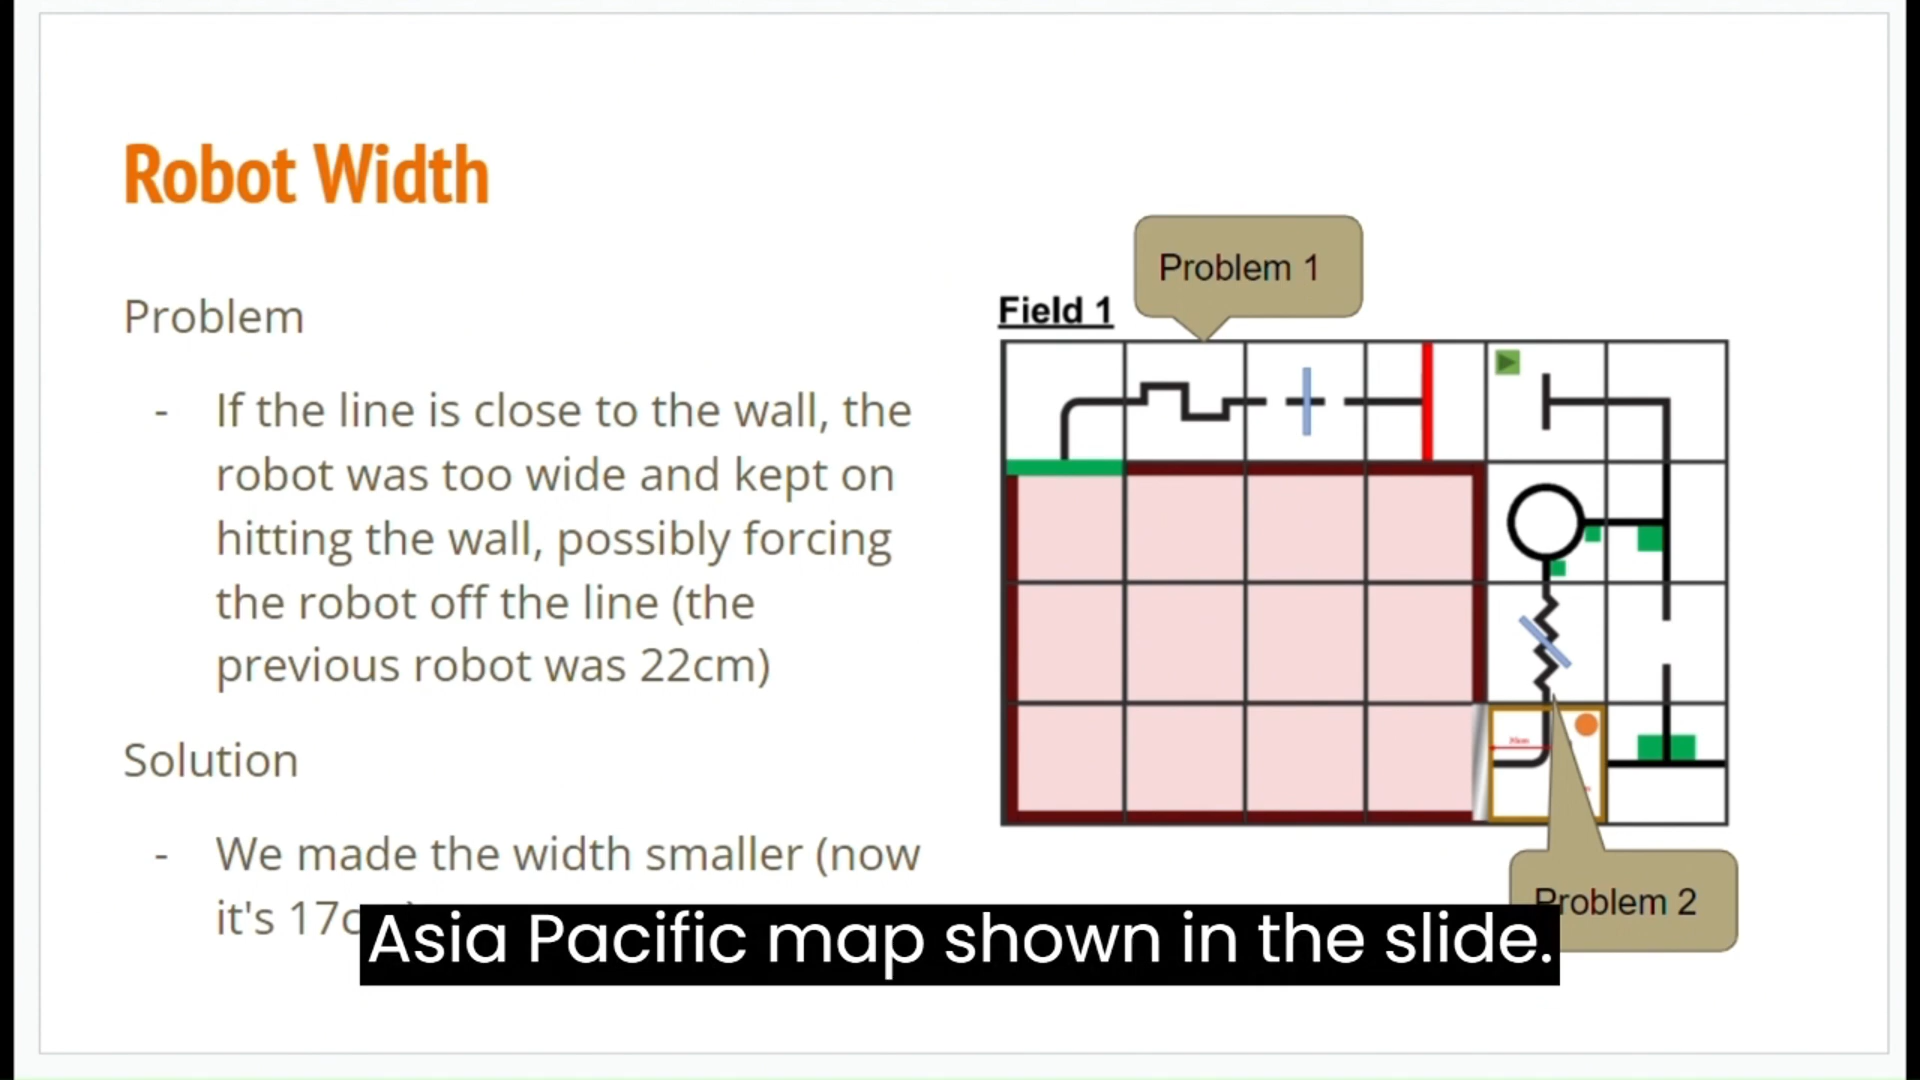 Robot Width
Problem
- If the line is close to the wall, the
robot was too wide and kept on
hitting the wall, possibly forcing
the robot off the line (the
previous robot was 22cm)
Solution
- We made the width smaller (now
it's
Problem 1
Field 1
Problem 2
Asia Pacific map shown in the slide.